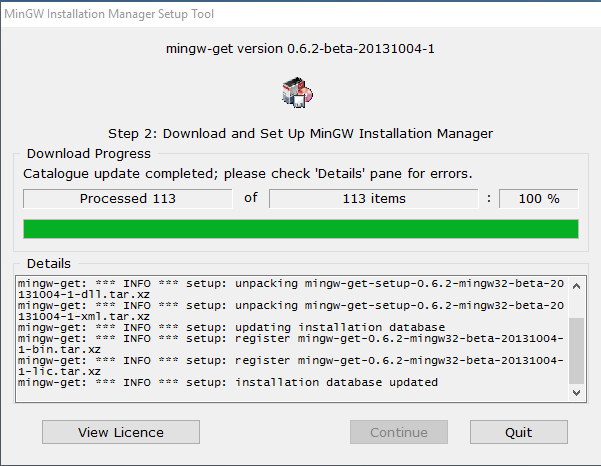 MinGW Installation Manager Setup Tool
mingw-get version 0.6.2-beta-20131004-1
Step 2: Download and Set Up MinGW Installation Manager
Download Progress
Catalogue update completed; please check 'Details' pane for errors.
Processed 113 of 113 items : 100 %
Details
mingw-get: *** INFO *** setup: unpacking mingw-get-setup-0.6.2-mingw32-beta-20
131004-1-dll.tar.xz
mingw-get: *** INFO *** setup: unpacking mingw-get-setup-0.6.2-mingw32-beta-20
131004-1-xml.tar.xz
mingw-get: *** INFO *** setup: updating installation database
mingw-get: *** INFO *** setup: register mingw-get-0.6.2-mingw32-beta-20131004-
1-bin.tar.xz
mingw-get: *** INFO *** setup: register mingw-get-0.6.2-mingw32-beta-20131004-
1-lic.tar.xz
mingw-get: *** INFO *** setup: installation database updated
View Licence Continue Quit